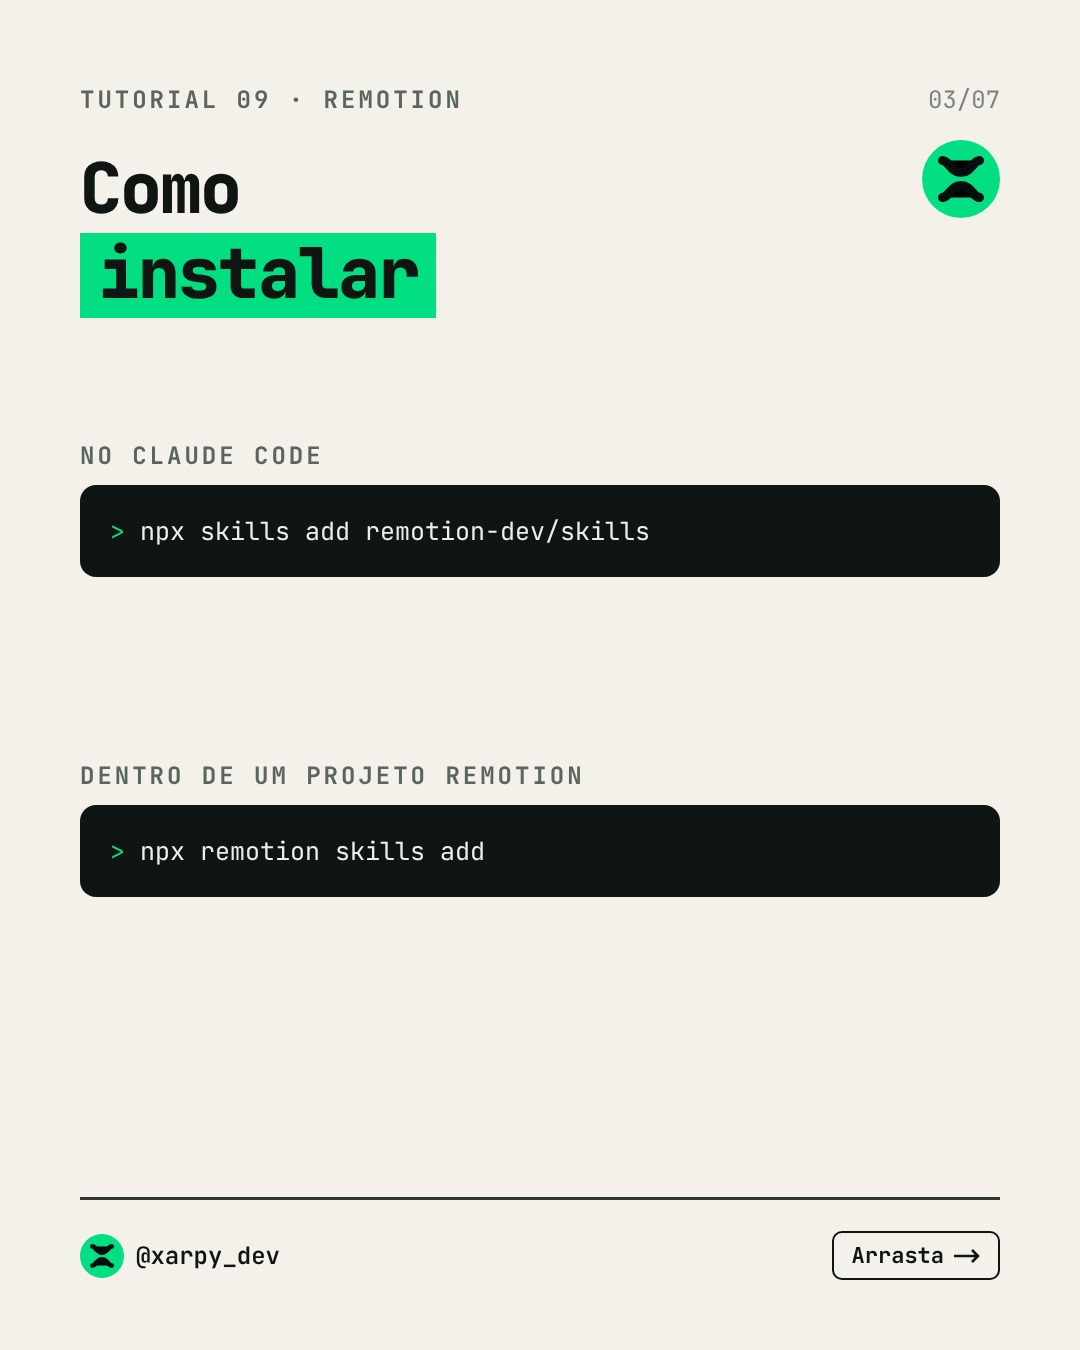 TUTORIAL 09 · REMOTION
03/07
Como
instalar
NO CLAUDE CODE
> npx skills add remotion-dev/skills
DENTRO DE UM PROJETO REMOTION
> npx remotion skills add
@xarpy_dev
Arrasta →